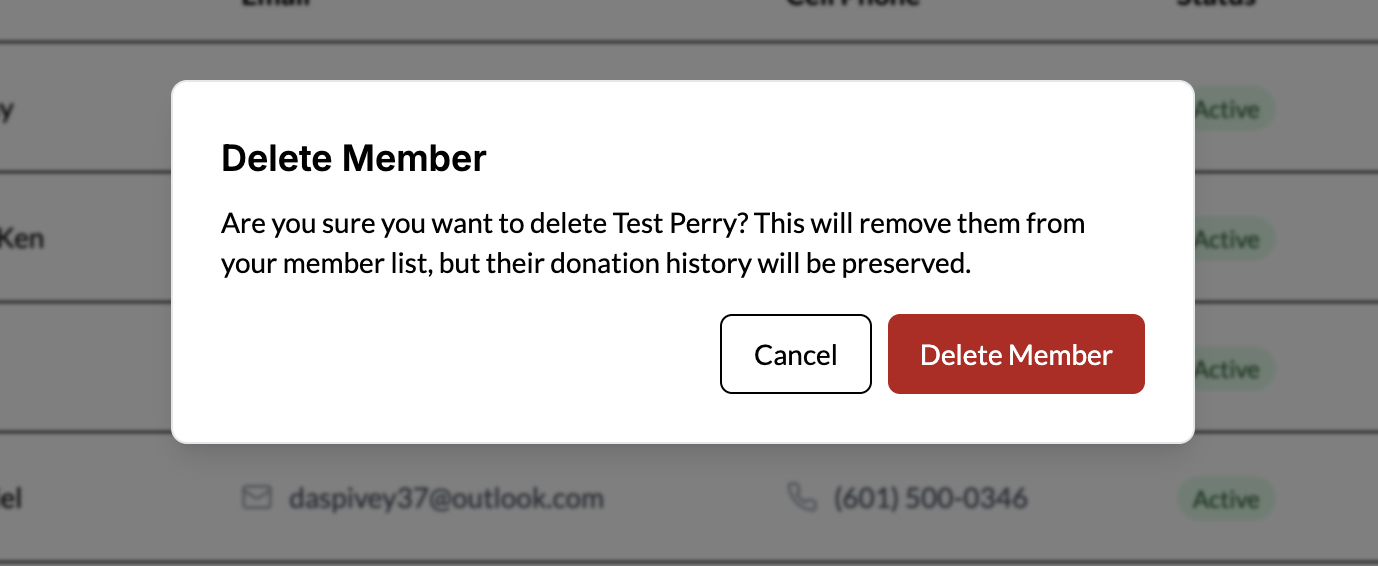 Email Cell Phone Status
y Active
Delete Member
Ken Active
Are you sure you want to delete Test Perry? This will remove them from
your member list, but their donation history will be preserved.
Cancel Delete Member
Active
el daspivey37@outlook.com (601) 500-0346 Active